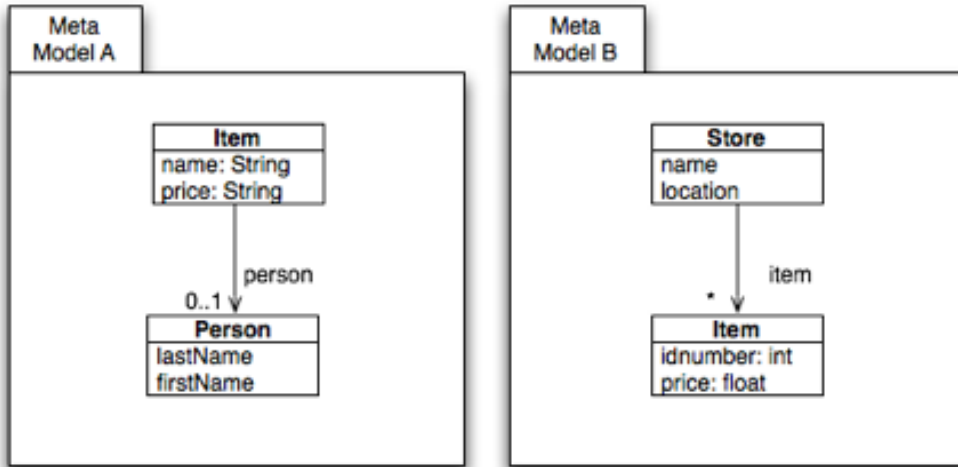 Meta
Model A
Item
name: String
price: String
person
0..1
Person
lastName
firstName
Meta
Model B
Store
name
location
item
*
Item
idnumber: int
price: float